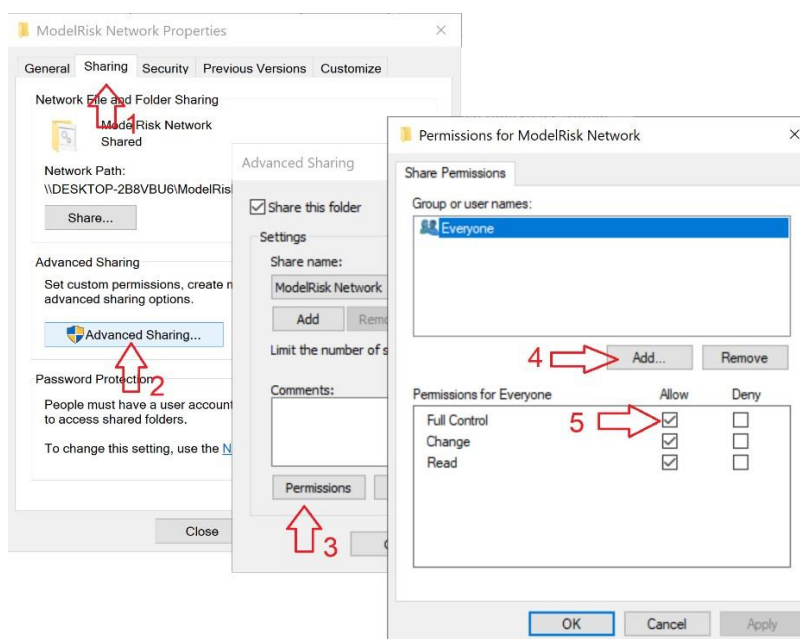 ModelRisk Network Properties
General Sharing Security Previous Versions Customize
Network File and Folder Sharing
1
ModelRisk Network
Shared
Network Path:
\\DESKTOP-2B8VBU6\ModelRis
Share...
Advanced Sharing
Set custom permissions, create
advanced sharing options.
Advanced Sharing...
2
Password Protection
People must have a user account
to access shared folders.
To change this setting, use the N
Close
Advanced Sharing
Share this folder
Settings
Share name:
ModelRisk Network
Add Remo
Limit the number of s
Comments:
Permissions
3
Permissions for ModelRisk Network
Share Permissions
Group or user names:
Everyone
4 Add... Remove
Permissions for Everyone Allow Deny
Full Control 5
Change
Read
OK Cancel Apply